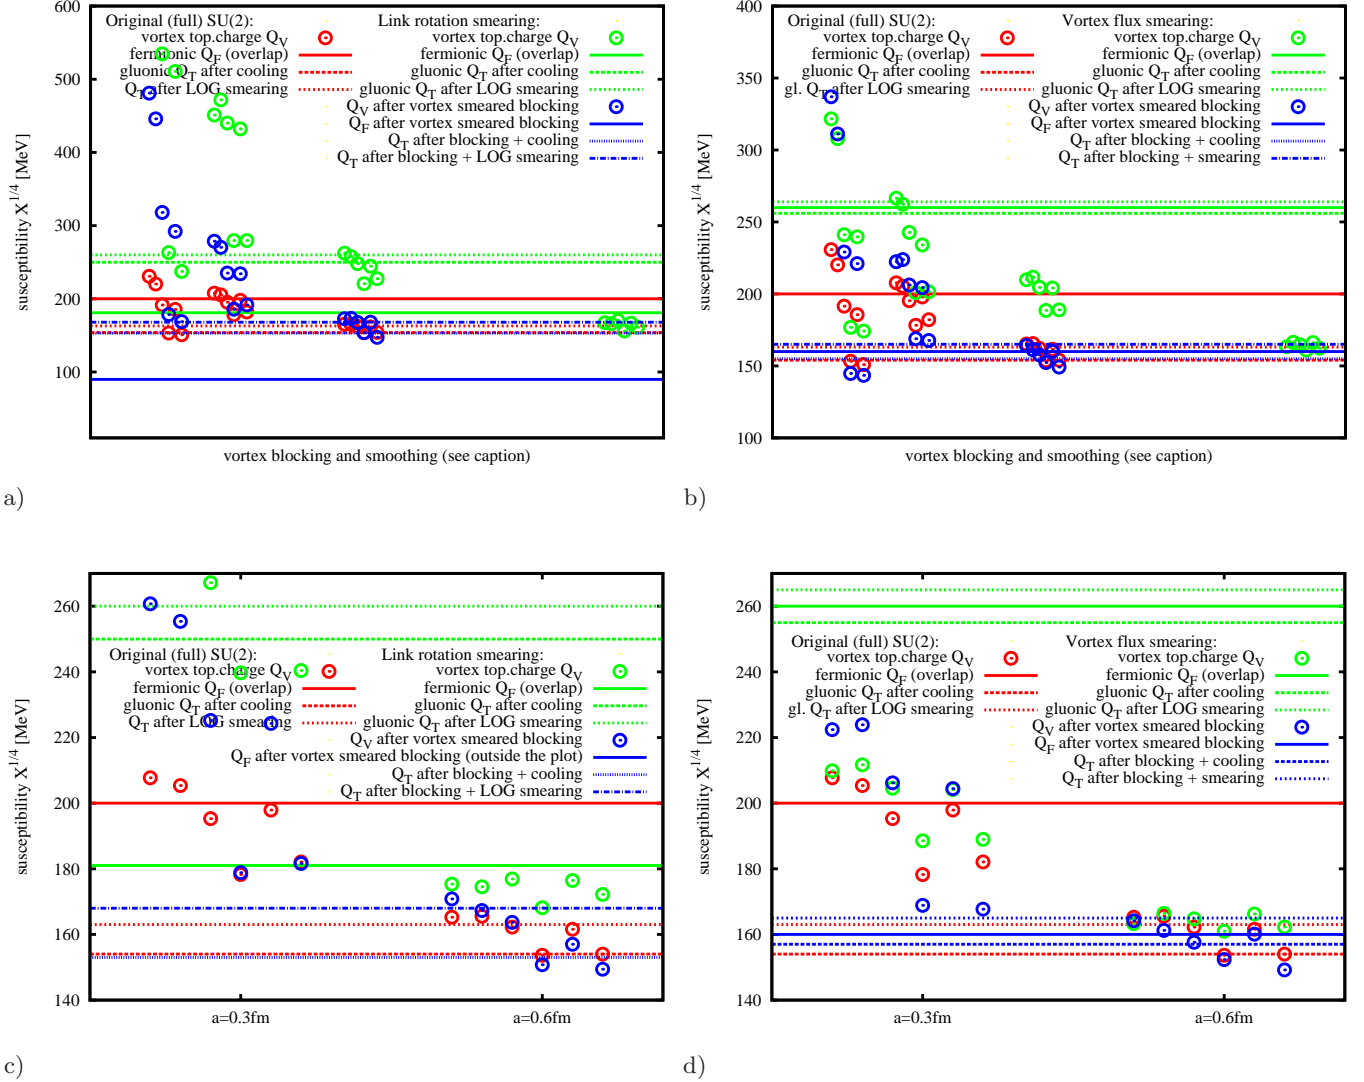 600
500
400
300
200
100
susceptibility X^1/4 [MeV]
Original (full) SU(2):
vortex top.charge Q_V
fermionic Q_F (overlap)
gluonic Q_T after cooling
Q_T after LOG smearing
Link rotation smearing:
vortex top.charge Q_V
fermionic Q_F (overlap)
gluonic Q_T after cooling
gluonic Q_T after LOG smearing
Q_V after vortex smeared blocking
Q_F after vortex smeared blocking
Q_T after blocking + cooling
Q_T after blocking + LOG smearing
vortex blocking and smoothing (see caption)
a)
400
350
300
250
200
150
100
susceptibility X^1/4 [MeV]
Original (full) SU(2):
vortex top.charge Q_V
fermionic Q_F (overlap)
gluonic Q_T after cooling
gl. Q_T after LOG smearing
Vortex flux smearing:
vortex top.charge Q_V
fermionic Q_F (overlap)
gluonic Q_T after cooling
gluonic Q_T after LOG smearing
Q_V after vortex smeared blocking
Q_F after vortex smeared blocking
Q_T after blocking + cooling
Q_T after blocking + smearing
vortex blocking and smoothing (see caption)
b)
260
240
220
200
180
160
140
susceptibility X^1/4 [MeV]
Original (full) SU(2):
vortex top.charge Q_V
fermionic Q_F (overlap)
gluonic Q_T after cooling
Q_T after LOG smearing
Link rotation smearing:
vortex top.charge Q_V
fermionic Q_F (overlap)
gluonic Q_T after cooling
gluonic Q_T after LOG smearing
Q_V after vortex smeared blocking
Q_F after vortex smeared blocking (outside the plot)
Q_T after blocking + cooling
Q_T after blocking + LOG smearing
a=0.3fm
a=0.6fm
c)
260
240
220
200
180
160
140
susceptibility X^1/4 [MeV]
Original (full) SU(2):
vortex top.charge Q_V
fermionic Q_F (overlap)
gluonic Q_T after cooling
gl. Q_T after LOG smearing
Vortex flux smearing:
vortex top.charge Q_V
fermionic Q_F (overlap)
gluonic Q_T after cooling
gluonic Q_T after LOG smearing
Q_V after vortex smeared blocking
Q_F after vortex smeared blocking
Q_T after blocking + cooling
Q_T after blocking + smearing
a=0.3fm
a=0.6fm
d)